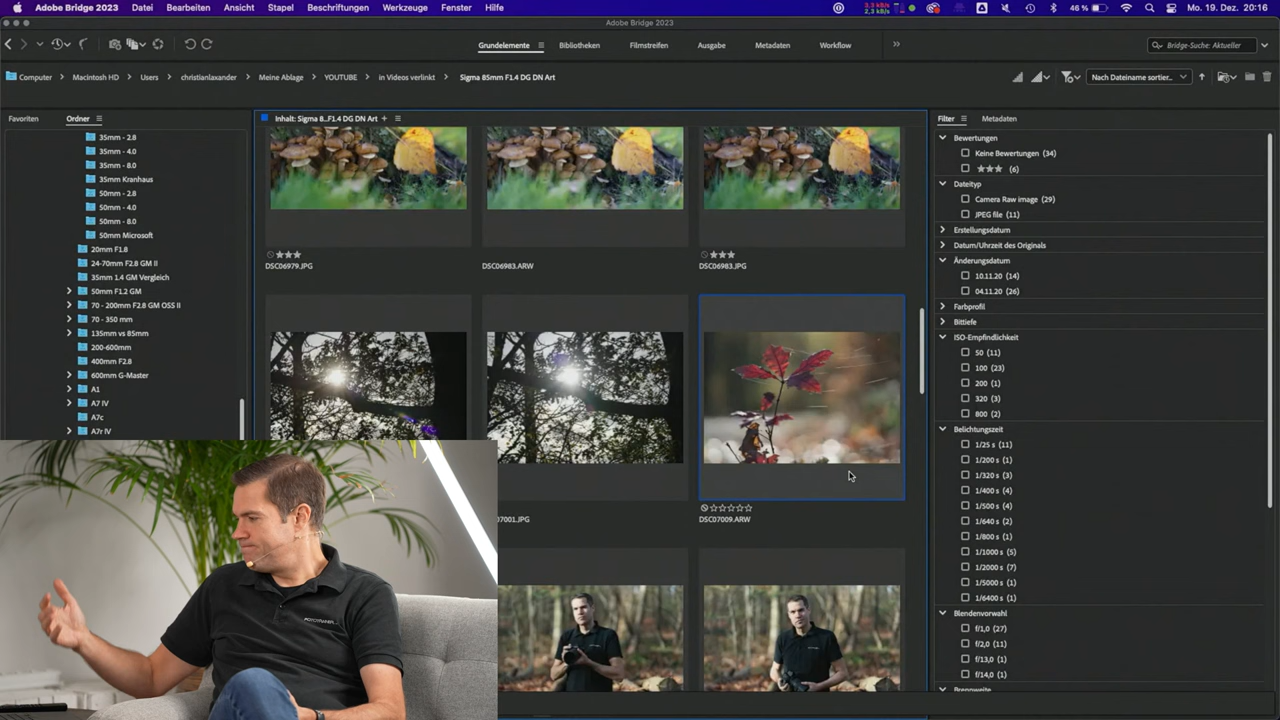 Adobe Bridge 2023 Datei Bearbeiten Ansicht Stapel Beschriftungen Werkzeuge Fenster Hilfe
46 % Mo. 19. Dez. 20:16
Adobe Bridge 2023
Grundelemente Bibliotheken Filmstreifen Ausgabe Metadaten Workflow
Bridge-Suche: Aktueller
Computer Macintosh HD Users christianlaxander Meine Ablage YOUTUBE in Videos verlinkt Sigma 85mm F1.4 DG DN Art
Nach Dateiname sortier..
Favoriten Ordner
35mm - 2.8
35mm - 4.0
35mm - 8.0
35mm Kranhaus
50mm - 2.8
50mm - 4.0
50mm - 8.0
50mm Microsoft
20mm F1.8
24-70mm F2.8 GM II
35mm 1.4 GM Vergleich
50mm F1.2 GM
70 - 200mm F2.8 GM OSS II
70 - 350 mm
135mm vs 85mm
200-600mm
400mm F2.8
600mm G-Master
A1
A7 IV
A7c
A7r IV
Inhalt: Sigma 8...F1.4 DG DN Art
DSC06979.JPG
DSC06983.ARW
DSC06983.JPG
07001.JPG
DSC07009.ARW
Filter Metadaten
Bewertungen
Keine Bewertungen (34)
★★★ (6)
Dateityp
Camera Raw image (29)
JPEG file (11)
Erstellungsdatum
Datum/Uhrzeit des Originals
Änderungsdatum
10.11.20 (14)
04.11.20 (26)
Farbprofil
Bittiefe
ISO-Empfindlichkeit
50 (11)
100 (23)
200 (1)
320 (3)
800 (2)
Belichtungszeit
1/25 s (11)
1/200 s (1)
1/320 s (3)
1/400 s (4)
1/500 s (4)
1/640 s (2)
1/800 s (1)
1/1000 s (5)
1/2000 s (7)
1/5000 s (1)
1/6400 s (1)
Blendenvorwahl
f/1,0 (27)
f/2,0 (11)
f/13,0 (1)
f/14,0 (1)
Brennweite